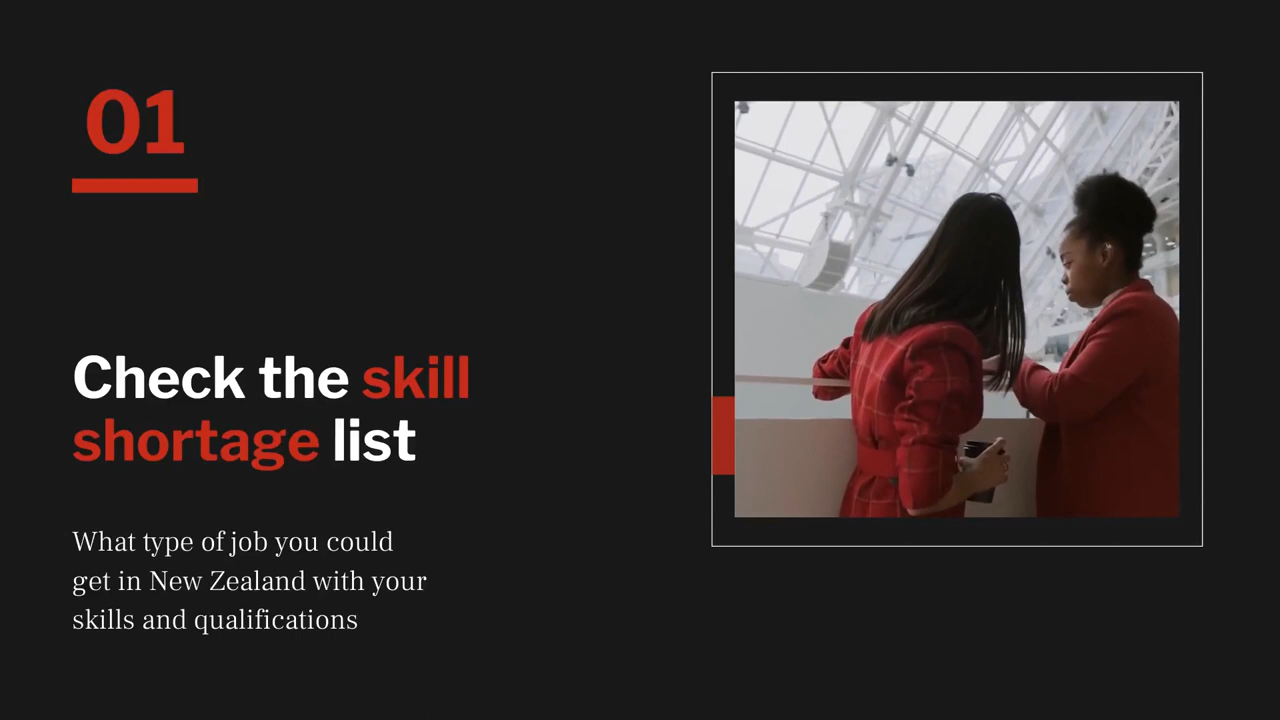 01
Check the skill
shortage list
What type of job you could
get in New Zealand with your
skills and qualifications